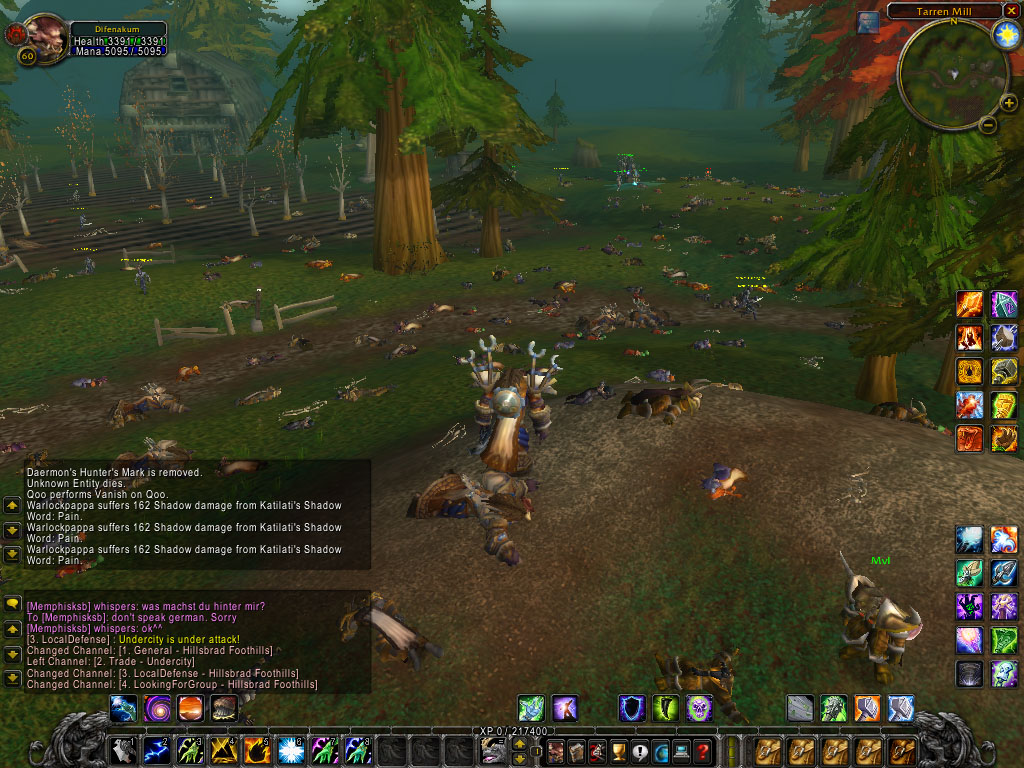 Difenakum
Health 3391 / 3391
Mana 5095 / 5095
60
Tarren Mill
N
Daermon's Hunter's Mark is removed.
Unknown Entity dies.
Qoo performs Vanish on Qoo.
Warlockpappa suffers 162 Shadow damage from Katilati's Shadow
Word: Pain.
Warlockpappa suffers 162 Shadow damage from Katilati's Shadow
Word: Pain.
Warlockpappa suffers 162 Shadow damage from Katilati's Shadow
Word: Pain.
Mvl
[Memphisksb] whispers: was machst du hinter mir?
To [Memphisksb]: don't speak german. Sorry
[Memphisksb] whispers: ok^^
[3. LocalDefense] : Undercity is under attack!
Changed Channel: [1. General - Hillsbrad Foothills]
Left Channel: [2. Trade - Undercity]
Changed Channel: [3. LocalDefense - Hillsbrad Foothills]
Changed Channel: [4. LookingForGroup - Hillsbrad Foothills]
XP 0 / 217400